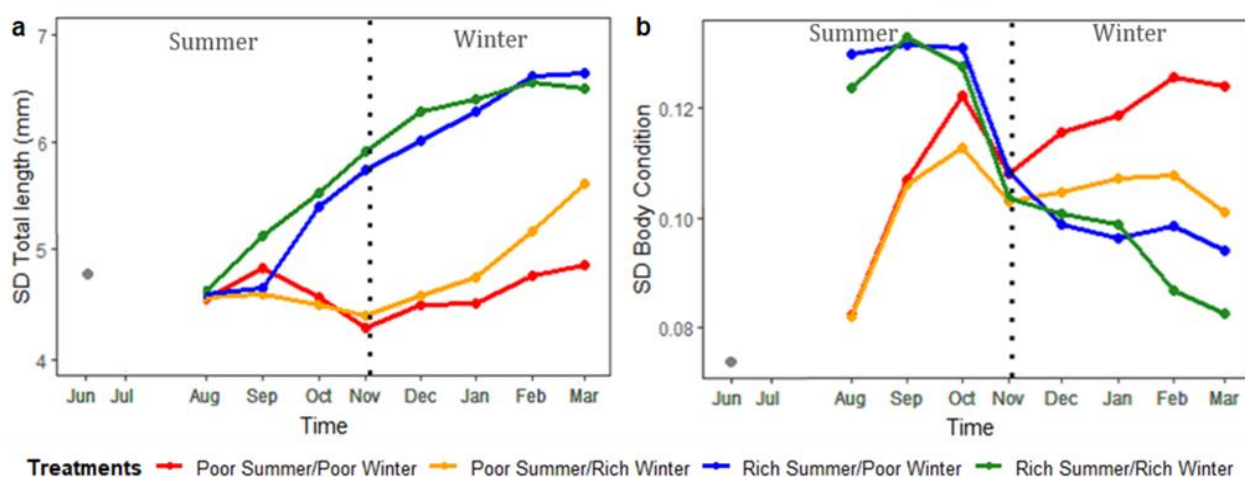 a
7
6
5
4
SD Total length (mm)
Summer
Winter
Jun Jul Aug Sep Oct Nov Dec Jan Feb Mar
Time
b
0.12
0.10
0.08
SD Body Condition
Summer
Winter
Jun Jul Aug Sep Oct Nov Dec Jan Feb Mar
Time
Treatments Poor Summer/Poor Winter Poor Summer/Rich Winter Rich Summer/Poor Winter Rich Summer/Rich Winter